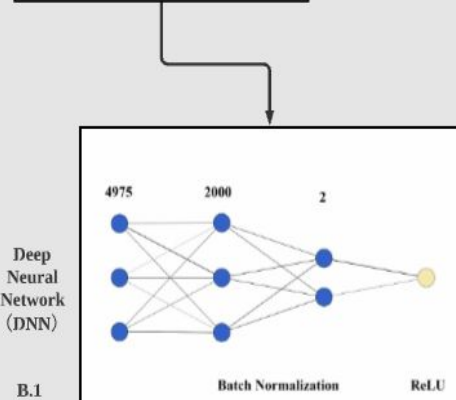 4975 2000 2
Deep
Neural
Network
（DNN）
B.1
Batch Normalization ReLU